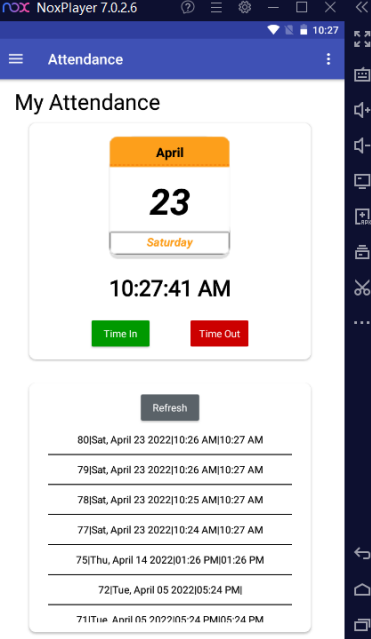 nox NoxPlayer 7.0.2.6
10:27
Attendance
My Attendance
April
23
Saturday
10:27:41 AM
Time In Time Out
Refresh
80|Sat, April 23 2022|10:26 AM|10:27 AM
79|Sat, April 23 2022|10:26 AM|10:27 AM
78|Sat, April 23 2022|10:25 AM|10:27 AM
77|Sat, April 23 2022|10:24 AM|10:27 AM
75|Thu, April 14 2022|01:26 PM|01:26 PM
72|Tue, April 05 2022|05:24 PM|
71|Tue, April 05 2022|05:24 PM|05:24 PM